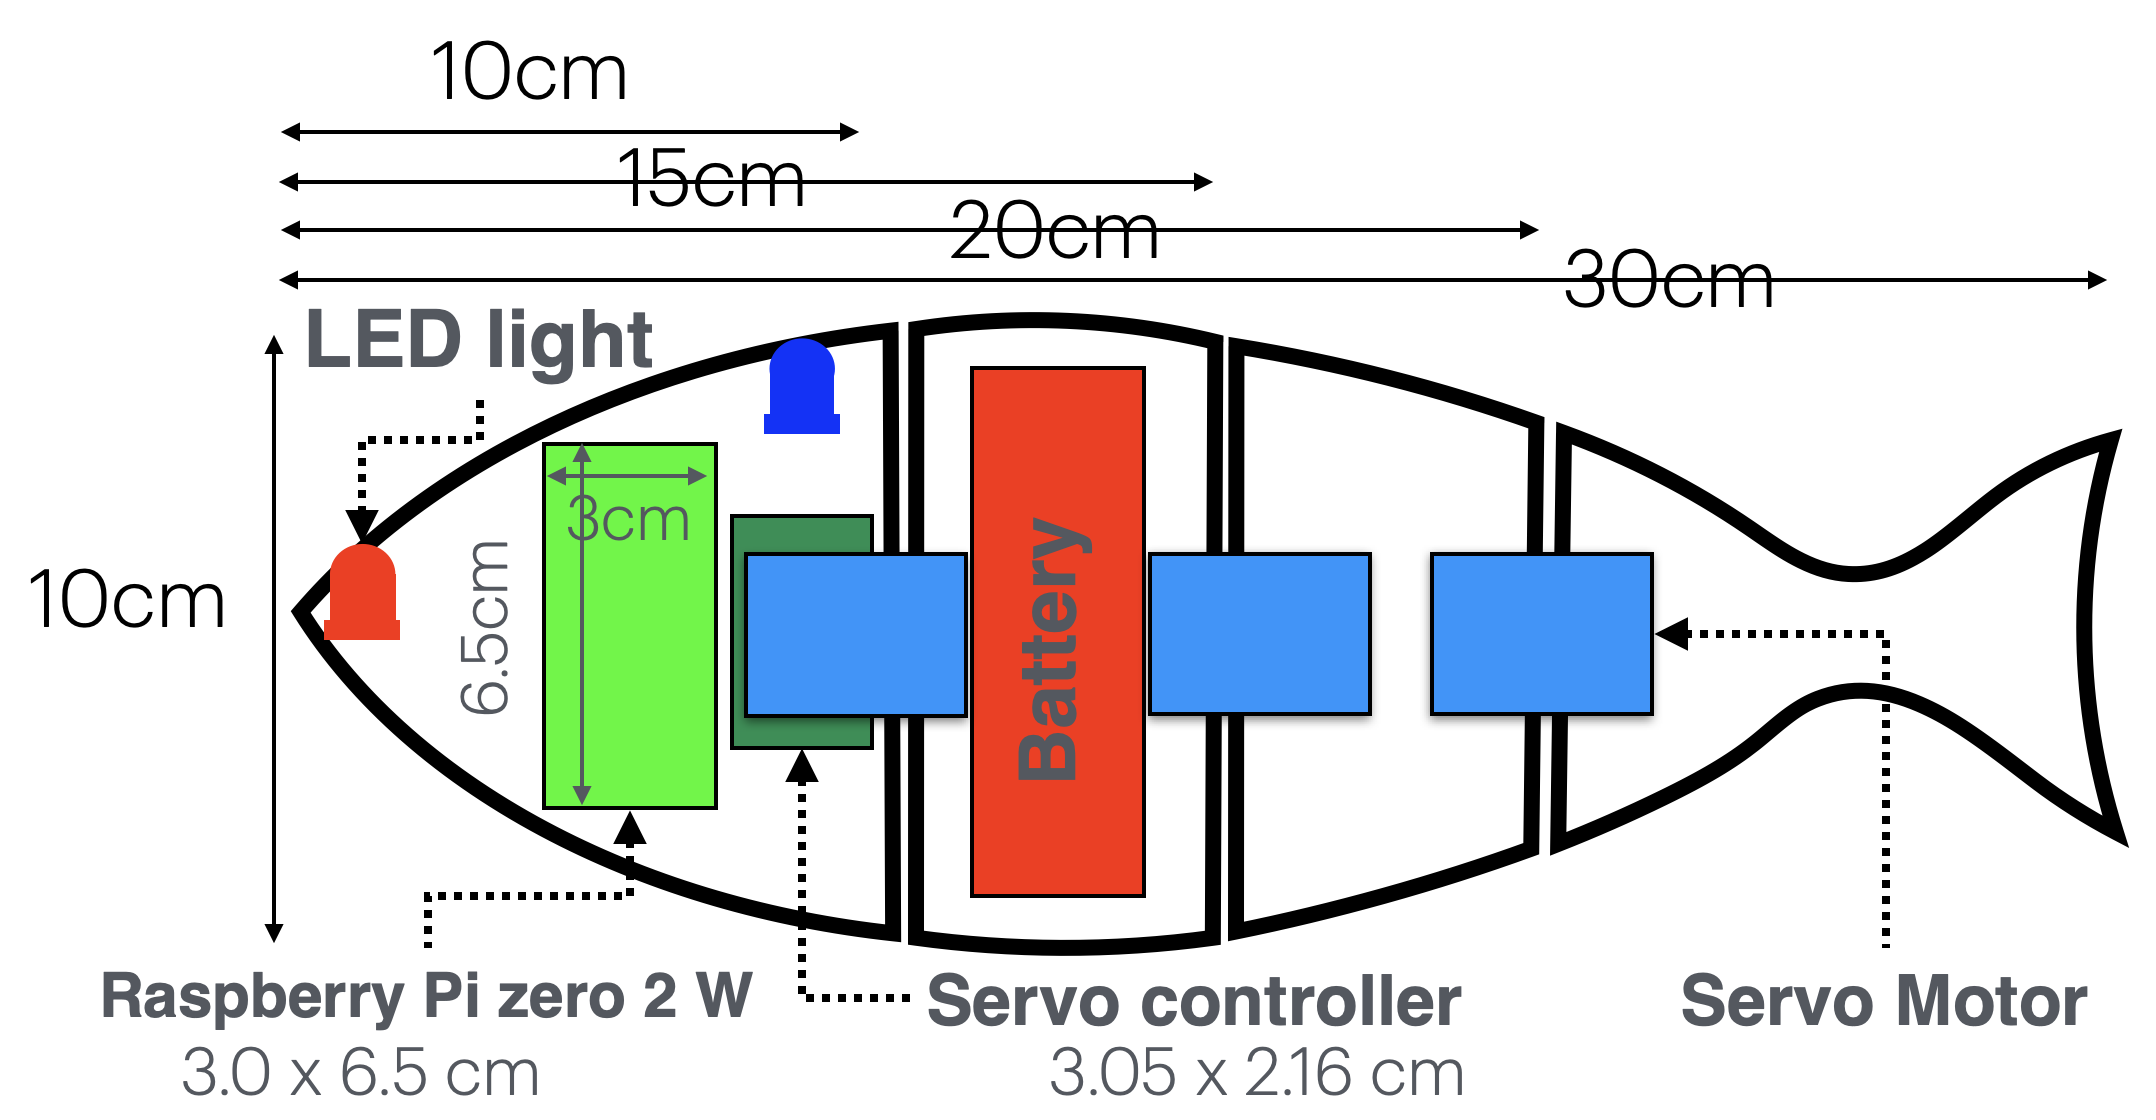 10cm
15cm
20cm
30cm
LED light
3cm
6.5cm
10cm
Battery
Raspberry Pi zero 2 W
3.0 x 6.5 cm
Servo controller
3.05 x 2.16 cm
Servo Motor